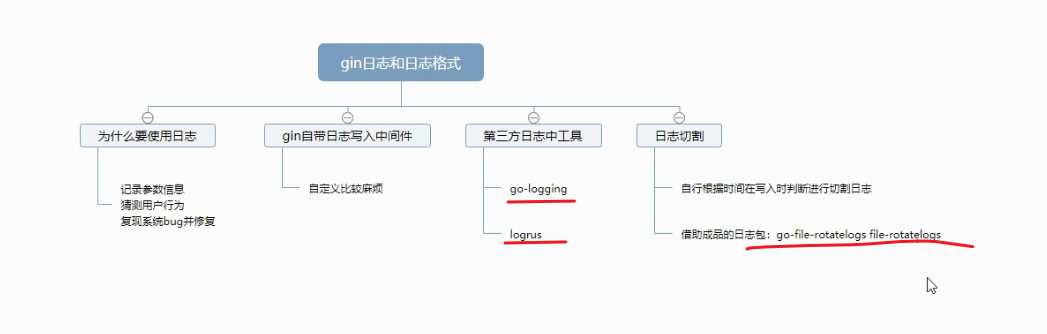 gin日志和日志格式
为什么要使用日志
记录参数信息
猜测用户行为
复现系统bug并修复
gin自带日志写入中间件
自定义比较麻烦
第三方日志中工具
go-logging
logrus
日志切割
自行根据时间在写入时判断进行切割日志
借助成品的日志包：go-file-rotatelogs file-rotatelogs